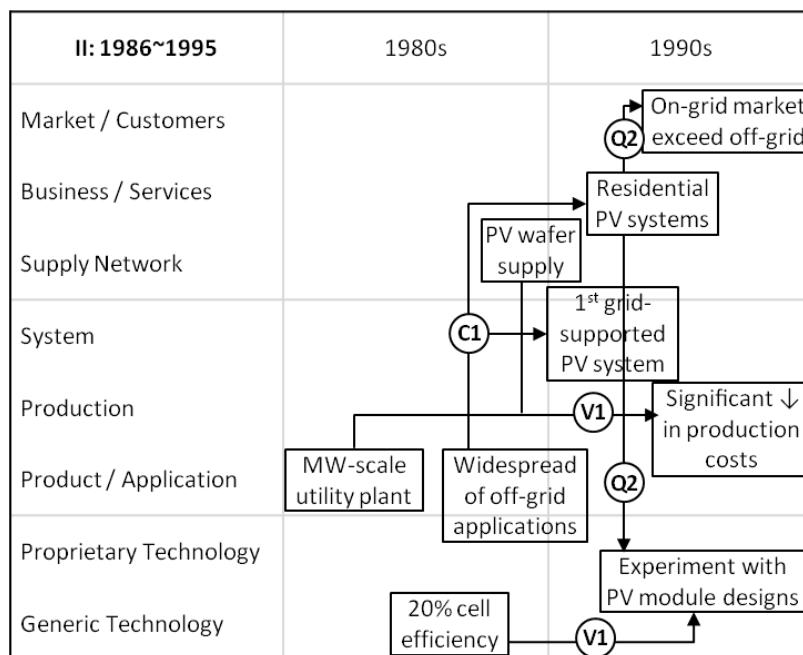 II: 1986~1995
1980s
1990s
Market / Customers
On-grid market
exceed off-grid
Q2
Business / Services
Residential
PV systems
PV wafer
supply
Supply Network
1st grid-
supported
PV system
System
C1
Production
V1
Significant ↓
in production
costs
Product / Application
MW-scale
utility plant
Widespread
of off-grid
applications
Q2
Proprietary Technology
Experiment with
PV module designs
Generic Technology
20% cell
efficiency
V1